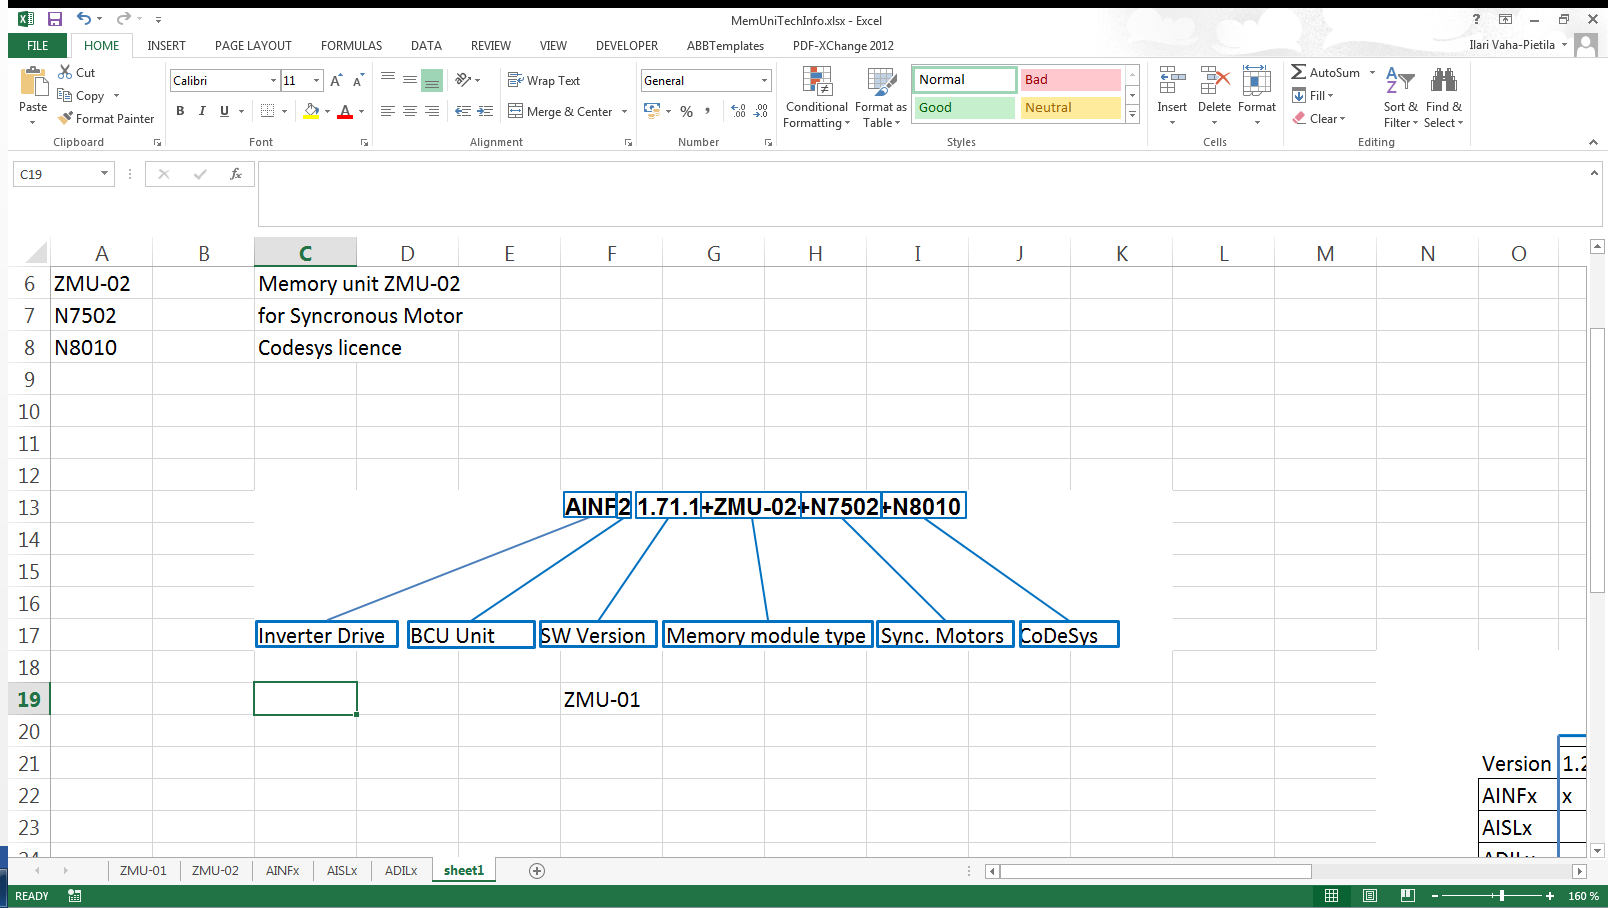 MemUniTechInfo.xlsx - Excel
FILE HOME INSERT PAGE LAYOUT FORMULAS DATA REVIEW VIEW DEVELOPER ABBTemplates PDF-XChange 2012 Ilari Vaha-Pietila
Paste
Cut
Copy
Format Painter
Clipboard
Calibri 11
B I U
Font
Wrap Text
Merge & Center
Alignment
General
% ,
Number
Conditional Formatting
Format as Table
Normal Bad
Good Neutral
Styles
Insert Delete Format
Cells
AutoSum
Fill
Clear
Sort & Filter
Find & Select
Editing
C19 fx
A B C D E F G H I J K L M N O
6 ZMU-02 Memory unit ZMU-02
7 N7502 for Syncronous Motor
8 N8010 Codesys licence
9
10
11
12
13 AINF2 1.71.1+ZMU-02+N7502+N8010
14
15
16
17 Inverter Drive BCU Unit SW Version Memory module type Sync. Motors CoDeSys
18
19 ZMU-01
20
21 Version 1.2
22 AINFx x
23 AISLx
24 ADILx
ZMU-01 ZMU-02 AINFx AISLx ADILx sheet1
READY 160 %